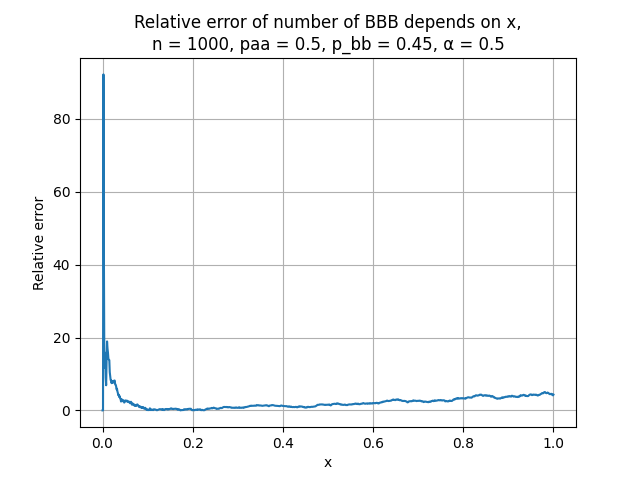 Relative error of number of BBB depends on x,
n = 1000, paa = 0.5, p_bb = 0.45, α = 0.5
80
60
40
20
0
Relative error
0.0 0.2 0.4 0.6 0.8 1.0
x